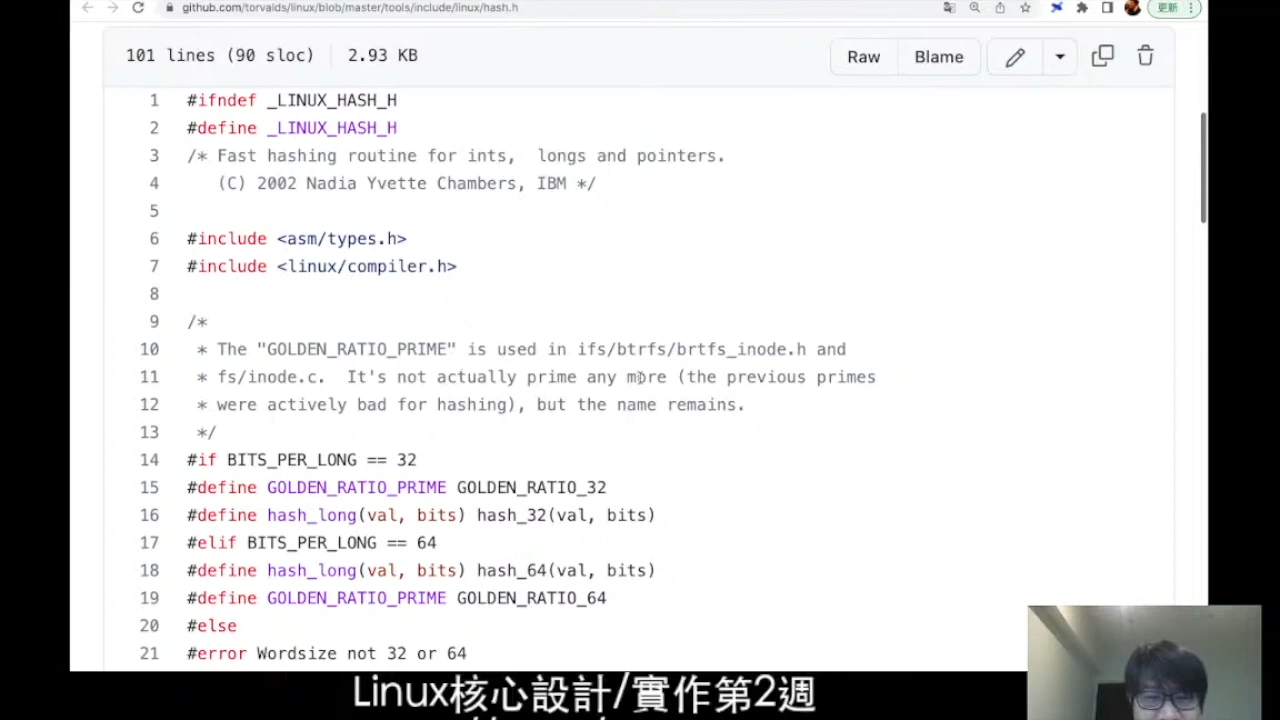 github.com/torvalds/linux/blob/master/tools/include/linux/hash.h
更新
101 lines (90 sloc) 2.93 KB
Raw Blame
1 #ifndef _LINUX_HASH_H
2 #define _LINUX_HASH_H
3 /* Fast hashing routine for ints,  longs and pointers.
4    (C) 2002 Nadia Yvette Chambers, IBM */
5
6 #include <asm/types.h>
7 #include <linux/compiler.h>
8
9 /*
10  * The "GOLDEN_RATIO_PRIME" is used in ifs/btrfs/brtfs_inode.h and
11  * fs/inode.c.  It's not actually prime any more (the previous primes
12  * were actively bad for hashing), but the name remains.
13  */
14 #if BITS_PER_LONG == 32
15 #define GOLDEN_RATIO_PRIME GOLDEN_RATIO_32
16 #define hash_long(val, bits) hash_32(val, bits)
17 #elif BITS_PER_LONG == 64
18 #define hash_long(val, bits) hash_64(val, bits)
19 #define GOLDEN_RATIO_PRIME GOLDEN_RATIO_64
20 #else
21 #error Wordsize not 32 or 64
Linux核心設計/實作第2週